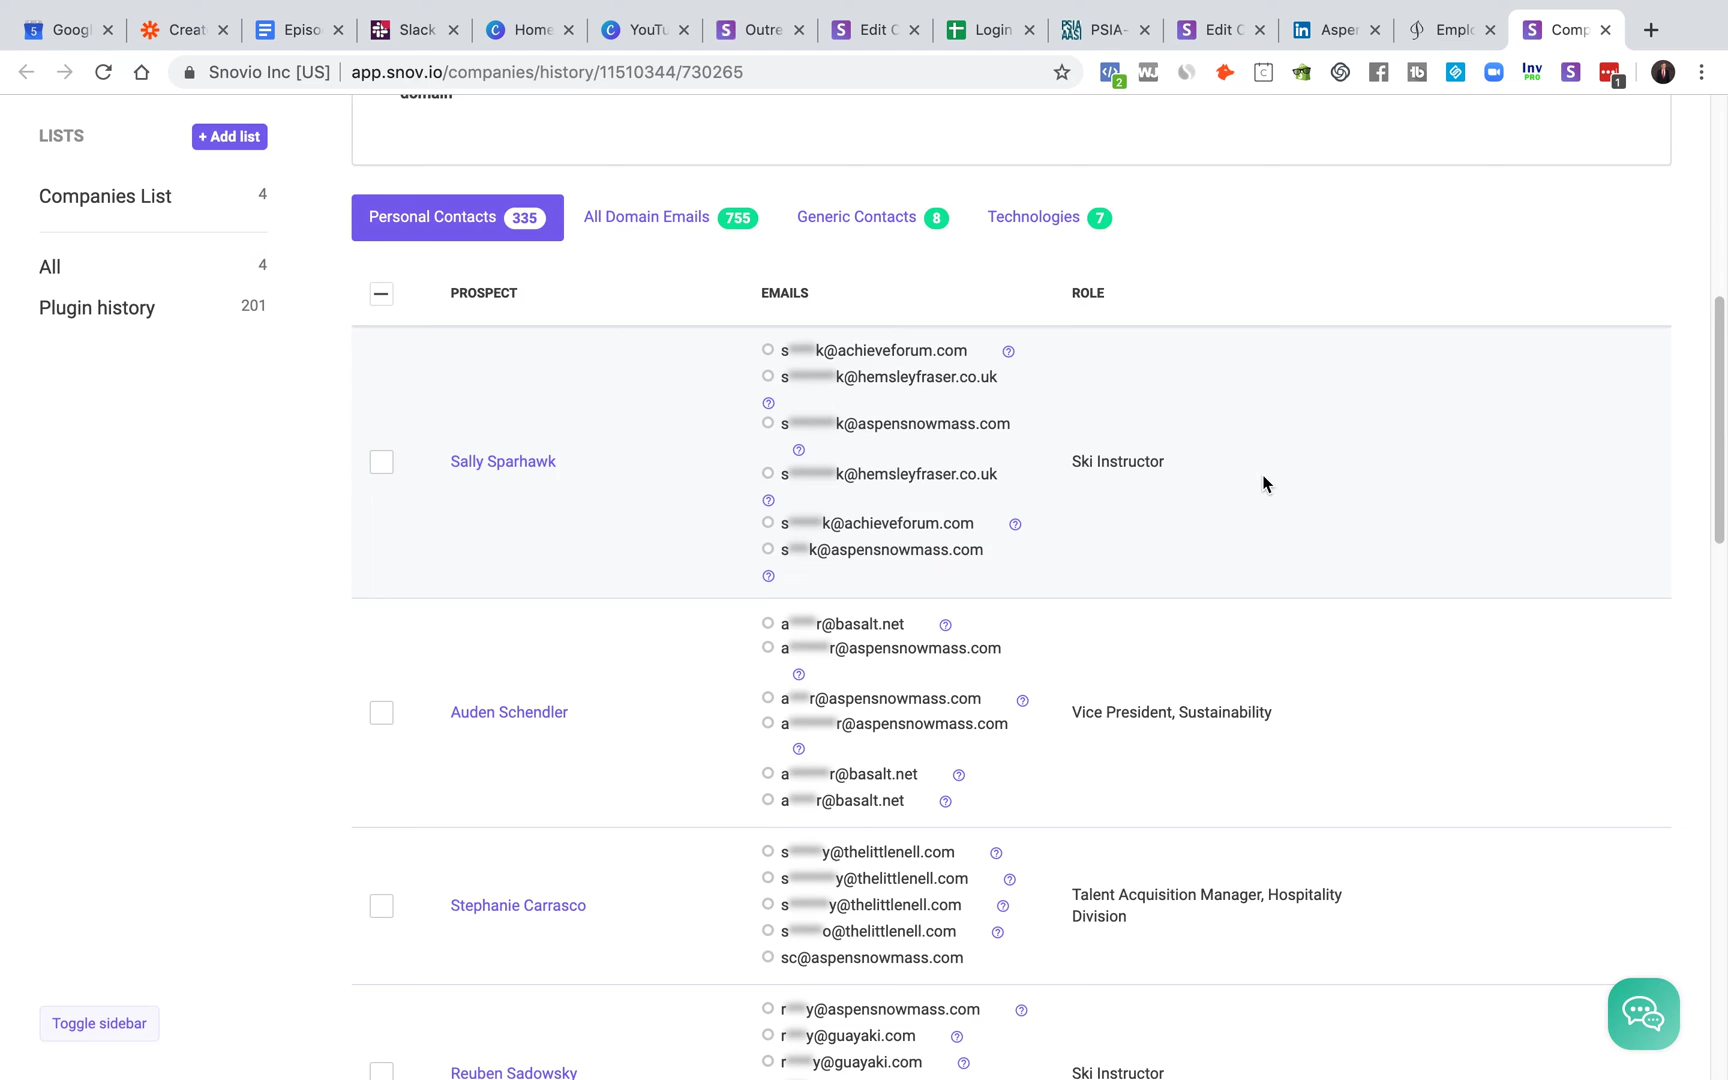 Googl
Creat
Episo
Slack
Home
YouTu
Outre
Edit C
Login
PSIA-
Edit C
Asper
Emplo
Comp
Snovio Inc [US] | app.snov.io/companies/history/11510344/730265
2
1
domain
LISTS
+ Add list
Companies List 4
All 4
Plugin history 201
Personal Contacts 335
All Domain Emails 755
Generic Contacts 8
Technologies 7
PROSPECT EMAILS ROLE
s k@achieveforum.com
s k@hemsleyfraser.co.uk
s k@aspensnowmass.com
Sally Sparhawk Ski Instructor
s k@hemsleyfraser.co.uk
s k@achieveforum.com
s k@aspensnowmass.com
a r@basalt.net
a r@aspensnowmass.com
a r@aspensnowmass.com
Auden Schendler Vice President, Sustainability
a r@aspensnowmass.com
a r@basalt.net
a r@basalt.net
s y@thelittlenell.com
s y@thelittlenell.com
s y@thelittlenell.com
Stephanie Carrasco Talent Acquisition Manager, Hospitality
Division
s o@thelittlenell.com
sc@aspensnowmass.com
r y@aspensnowmass.com
r y@guayaki.com
r y@guayaki.com
Reuben Sadowsky Ski Instructor
Toggle sidebar